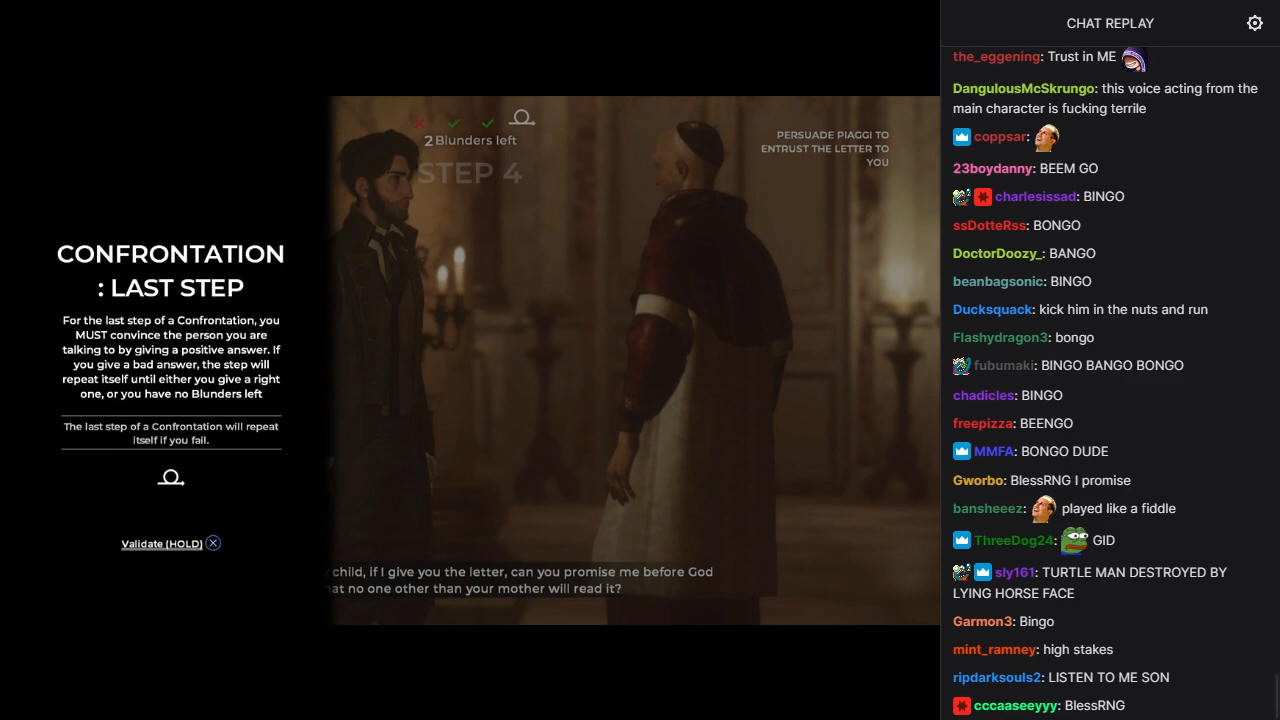 CONFRONTATION
: LAST STEP
For the last step of a Confrontation, you
MUST convince the person you are
talking to by giving a positive answer. If
you give a bad answer, the step will
repeat itself until either you give a right
one, or you have no Blunders left
The last step of a Confrontation will repeat
itself if you fail.
Validate (HOLD)
2 Blunders left
STEP 4
PERSUADE PIAGGI TO
ENTRUST THE LETTER TO
YOU
child, if I give you the letter, can you promise me before God
no one other than your mother will read it?
CHAT REPLAY
the_eggening: Trust in ME
DangulousMcSkrungo: this voice acting from the
main character is fucking terrile
coppsar:
23boydanny: BEEM GO
charlesissad: BINGO
ssDotteRss: BONGO
DoctorDoozy_: BANGO
beanbagsonic: BINGO
Ducksquack: kick him in the nuts and run
Flashydragon3: bongo
fubumaki: BINGO BANGO BONGO
chadicles: BINGO
freepizza: BEENGO
MMFA: BONGO DUDE
Gworbo: BlessRNG I promise
bansheeez: played like a fiddle
ThreeDog24: GID
sly161: TURTLE MAN DESTROYED BY
LYING HORSE FACE
Garmon3: Bingo
mint_ramney: high stakes
ripdarksouls2: LISTEN TO ME SON
cccaaseeyyy: BlessRNG